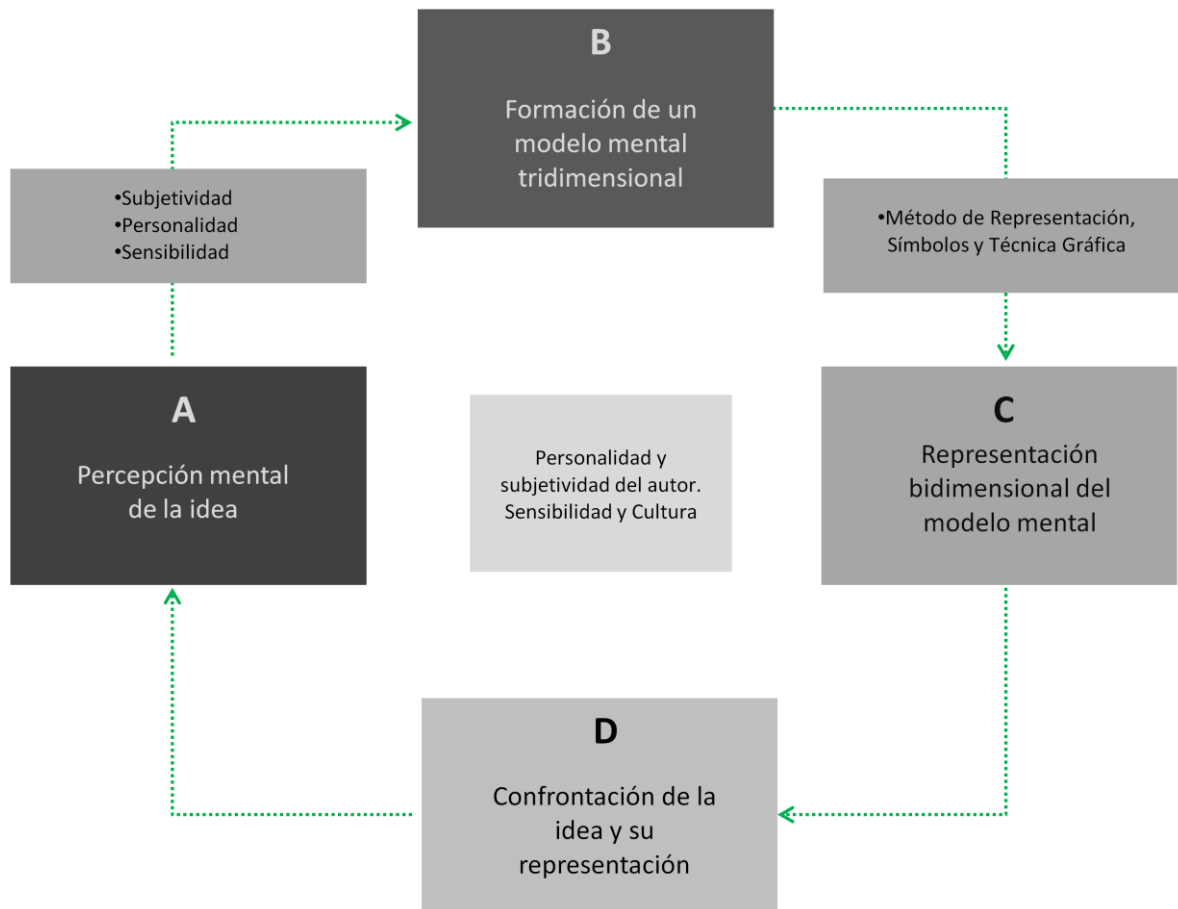 B
Formación de un
modelo mental
tridimensional
•Subjetividad
•Personalidad
•Sensibilidad
•Método de Representación,
Símbolos y Técnica Gráfica
A
Percepción mental
de la idea
Personalidad y
subjetividad del autor.
Sensibilidad y Cultura
C
Representación
bidimensional del
modelo mental
D
Confrontación de la
idea y su
representación